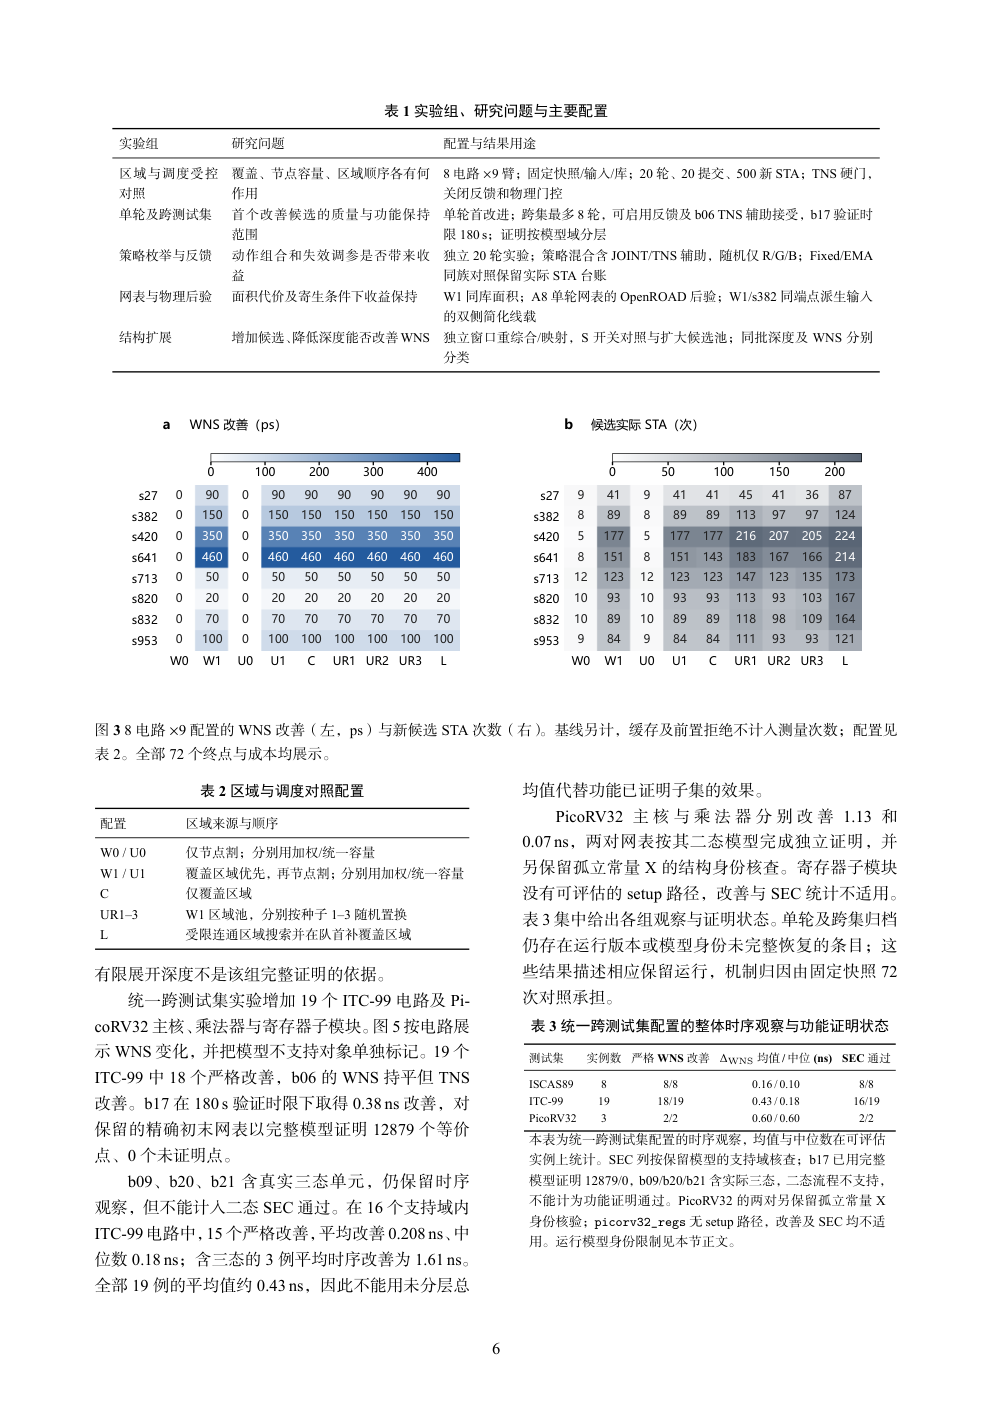 表 1 实验组、研究问题与主要配置
实验组 研究问题 配置与结果用途
区域与调度受控 覆盖、节点容量、区域顺序各有何 8 电路 ×9 臂；固定快照/输入/库；20 轮、20 提交、500 新 STA；TNS 硬门，
对照 作用 关闭反馈和物理门控
单轮及跨测试集 首个改善候选的质量与功能保持 单轮首改进；跨集最多 8 轮，可启用反馈及 b06 TNS 辅助接受，b17 验证时
范围 限 180 s；证明按模型域分层
策略枚举与反馈 动作组合和失效调参是否带来收 独立 20 轮实验；策略混合含 JOINT/TNS 辅助，随机仅 R/G/B；Fixed/EMA
益 同族对照保留实际 STA 台账
网表与物理后验 面积代价及寄生条件下收益保持 W1 同库面积；A8 单轮网表的 OpenROAD 后验；W1/s382 同端点派生输入
的双侧简化线载
结构扩展 增加候选、降低深度能否改善 WNS 独立窗口重综合/映射，S 开关对照与扩大候选池；同批深度及 WNS 分别
分类
a WNS 改善（ps）
0 100 200 300 400
s27 0 90 0 90 90 90 90 90 90
s382 0 150 0 150 150 150 150 150 150
s420 0 350 0 350 350 350 350 350 350
s641 0 460 0 460 460 460 460 460 460
s713 0 50 0 50 50 50 50 50 50
s820 0 20 0 20 20 20 20 20 20
s832 0 70 0 70 70 70 70 70 70
s953 0 100 0 100 100 100 100 100 100
W0 W1 U0 U1 C UR1 UR2 UR3 L
b 候选实际 STA（次）
0 50 100 150 200
s27 9 41 9 41 41 45 41 36 87
s382 8 89 8 89 89 113 97 97 124
s420 5 177 5 177 177 216 207 205 224
s641 8 151 8 151 143 183 167 166 214
s713 12 123 12 123 123 147 123 135 173
s820 10 93 10 93 93 113 93 103 167
s832 10 89 10 89 89 118 98 109 164
s953 9 84 9 84 84 111 93 93 121
W0 W1 U0 U1 C UR1 UR2 UR3 L
图 3 8 电路 ×9 配置的 WNS 改善（左，ps）与新候选 STA 次数（右）。基线另计，缓存及前置拒绝不计入测量次数；配置见
表 2。全部 72 个终点与成本均展示。
表 2 区域与调度对照配置
配置 区域来源与顺序
W0 / U0 仅节点割；分别用加权/统一容量
W1 / U1 覆盖区域优先，再节点割；分别用加权/统一容量
C 仅覆盖区域
UR1–3 W1 区域池，分别按种子 1–3 随机置换
L 受限连通区域搜索并在队首补覆盖区域
有限展开深度不是该组完整证明的依据。
统一跨测试集实验增加 19 个 ITC-99 电路及 Pi-
coRV32 主核、乘法器与寄存器子模块。图 5 按电路展
示 WNS 变化，并把模型不支持对象单独标记。19 个
ITC-99 中 18 个严格改善，b06 的 WNS 持平但 TNS
改善。b17 在 180 s 验证时限下取得 0.38 ns 改善，对
保留的精确初末网表以完整模型证明 12879 个等价
点、0 个未证明点。
b09、b20、b21 含真实三态单元，仍保留时序
观察，但不能计入二态 SEC 通过。在 16 个支持域内
ITC-99 电路中，15 个严格改善，平均改善 0.208 ns、中
位数 0.18 ns；含三态的 3 例平均时序改善为 1.61 ns。
全部 19 例的平均值约 0.43 ns，因此不能用未分层总
均值代替功能已证明子集的效果。
PicoRV32 主核与乘法器分别改善 1.13 和
0.07 ns，两对网表按其二态模型完成独立证明，并
另保留孤立常量 X 的结构身份核查。寄存器子模块
没有可评估的 setup 路径，改善与 SEC 统计不适用。
表 3 集中给出各组观察与证明状态。单轮及跨集归档
仍存在运行版本或模型身份未完整恢复的条目；这
些结果描述相应保留运行，机制归因由固定快照 72
次对照承担。
表 3 统一跨测试集配置的整体时序观察与功能证明状态
测试集 实例数 严格 WNS 改善 ΔWNS 均值 / 中位 (ns) SEC 通过
ISCAS89 8 8/8 0.16 / 0.10 8/8
ITC-99 19 18/19 0.43 / 0.18 16/19
PicoRV32 3 2/2 0.60 / 0.60 2/2
本表为统一跨测试集配置的时序观察，均值与中位数在可评估
实例上统计。SEC 列按保留模型的支持域核查；b17 已用完整
模型证明 12879/0，b09/b20/b21 含实际三态，二态流程不支持，
不能计为功能证明通过。PicoRV32 的两对另保留孤立常量 X
身份核验；picorv32_regs 无 setup 路径，改善及 SEC 均不适
用。运行模型身份限制见本节正文。
6